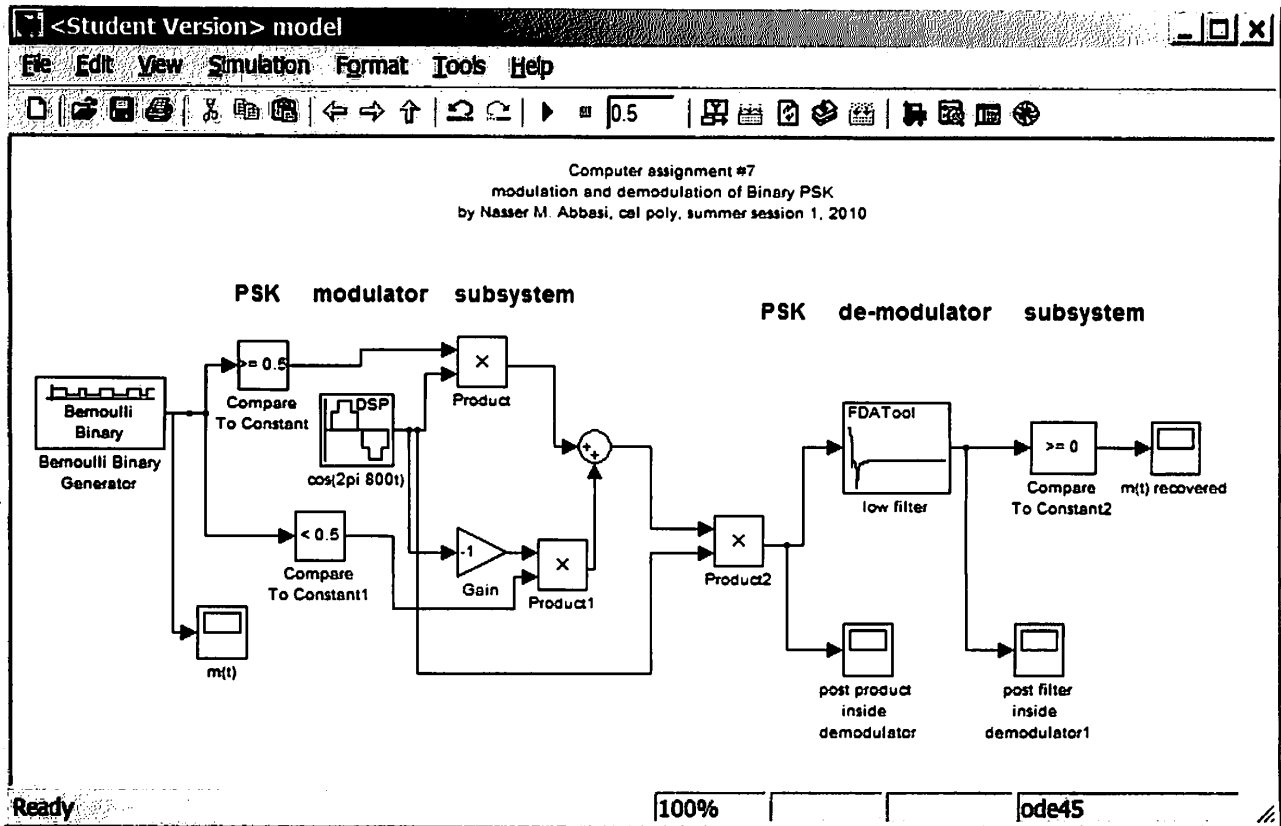 <Student Version> model
File Edit View Simulation Format Tools Help
0.5
Computer assignment #7
modulation and demodulation of Binary PSK
by Nasser M. Abbasi, cal poly, summer session 1, 2010
PSK modulator subsystem
PSK de-modulator subsystem
Bernoulli
Binary
Bernoulli Binary
Generator
>= 0.5
Compare
To Constant
DSP
cos(2pi 800t)
×
Product
< 0.5
Compare
To Constant1
-1
Gain
×
Product1
+
+
m(t)
×
Product2
FDATool
low filter
>= 0
Compare
To Constant2
m(t) recovered
post product
inside
demodulator
post filter
inside
demodulator1
Ready
100%
ode45